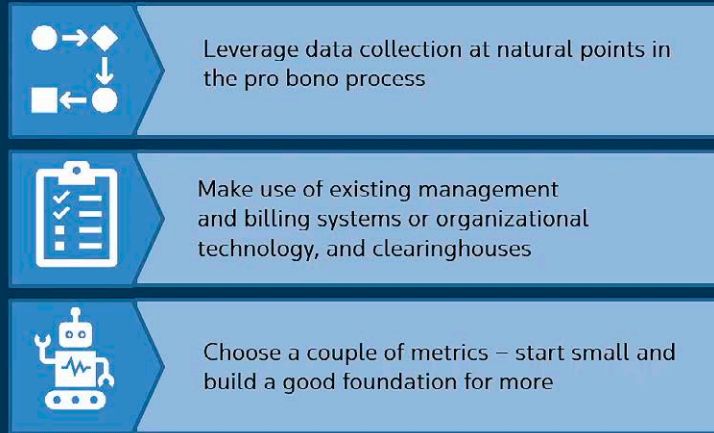 Leverage data collection at natural points in
the pro bono process
Make use of existing management
and billing systems or organizational
technology, and clearinghouses
Choose a couple of metrics – start small and
build a good foundation for more